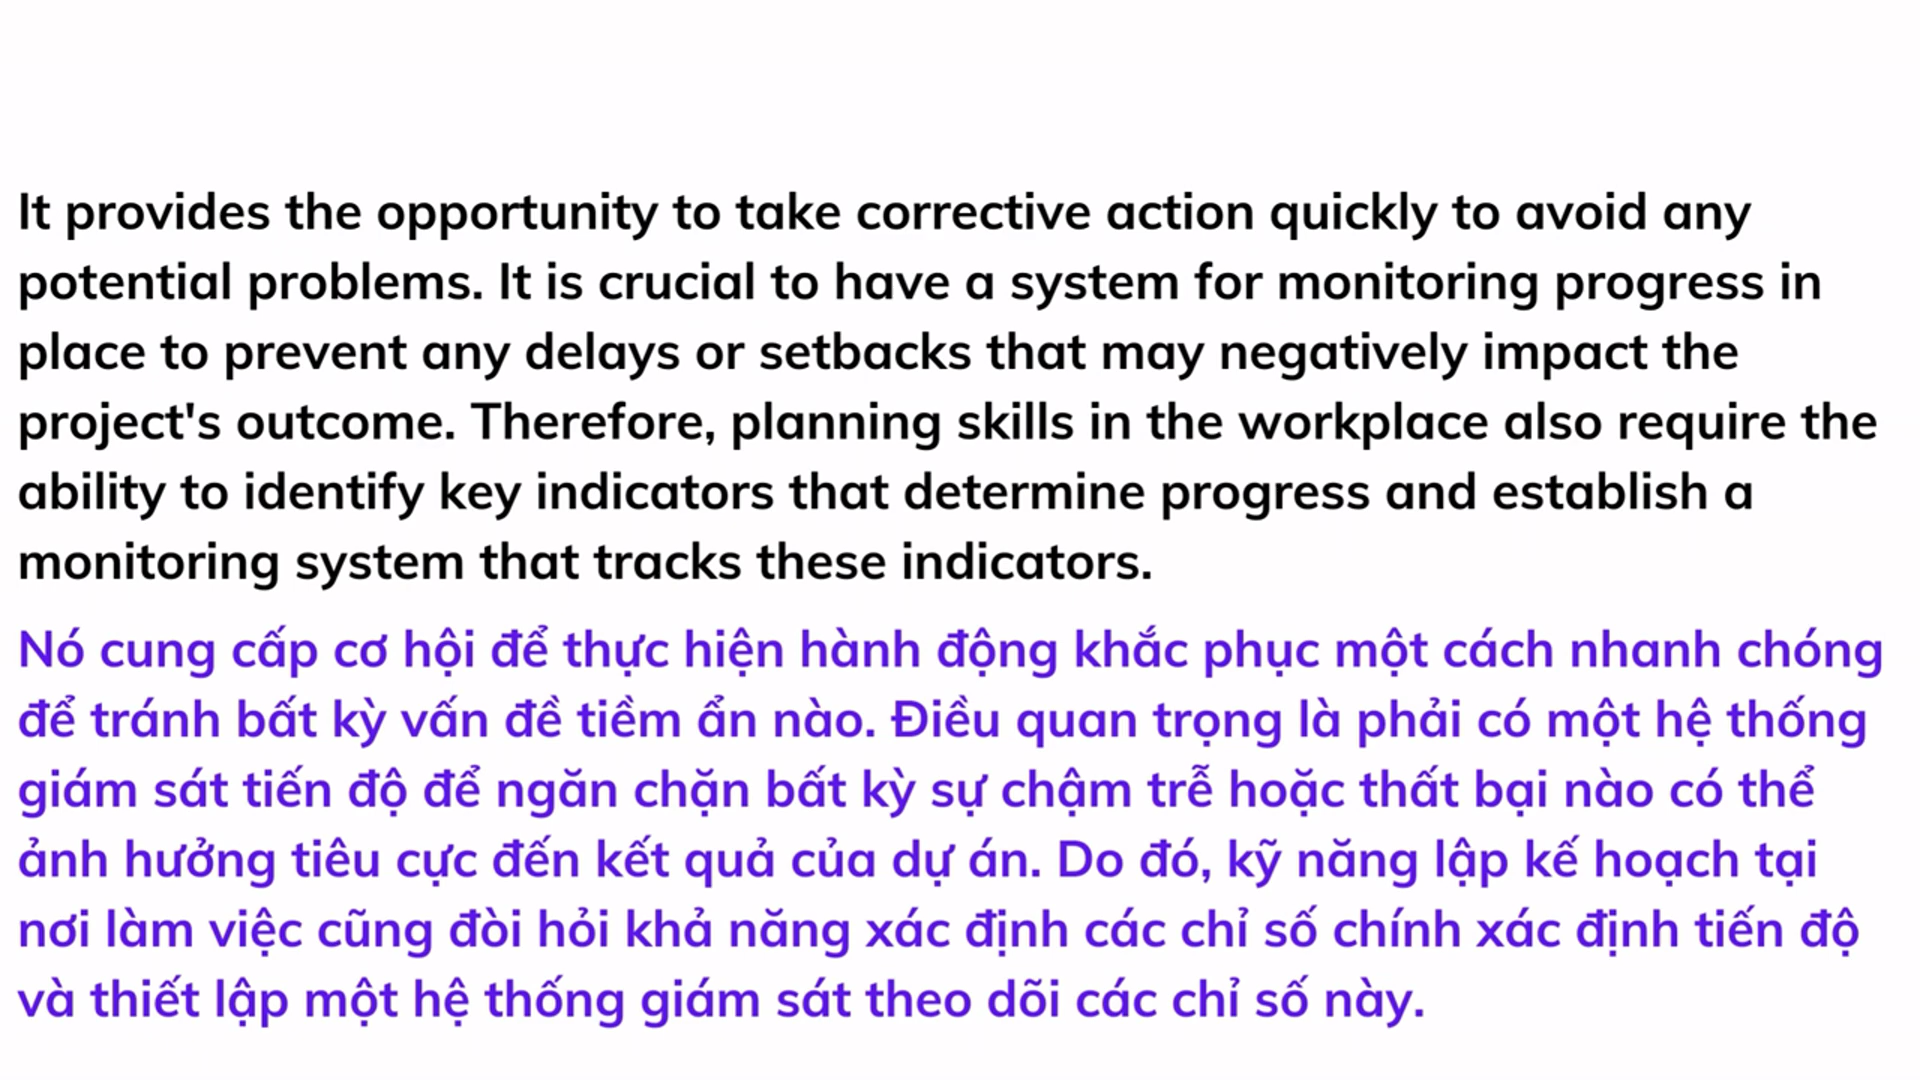 It provides the opportunity to take corrective action quickly to avoid any
potential problems. It is crucial to have a system for monitoring progress in
place to prevent any delays or setbacks that may negatively impact the
project's outcome. Therefore, planning skills in the workplace also require the
ability to identify key indicators that determine progress and establish a
monitoring system that tracks these indicators.
Nó cung cấp cơ hội để thực hiện hành động khắc phục một cách nhanh chóng
để tránh bất kỳ vấn đề tiềm ẩn nào. Điều quan trọng là phải có một hệ thống
giám sát tiến độ để ngăn chặn bất kỳ sự chậm trễ hoặc thất bại nào có thể
ảnh hưởng tiêu cực đến kết quả của dự án. Do đó, kỹ năng lập kế hoạch tại
nơi làm việc cũng đòi hỏi khả năng xác định các chỉ số chính xác định tiến độ
và thiết lập một hệ thống giám sát theo dõi các chỉ số này.